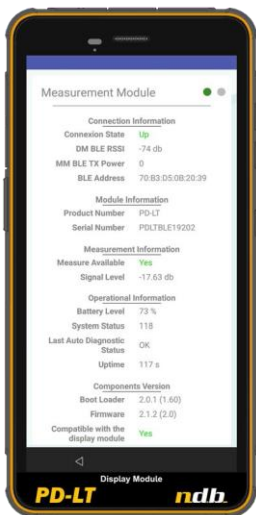 Measurement Module
Connection Information
Connexion State Up
DM BLE RSSI -74 db
MM BLE TX Power 0
BLE Address 70:B3:D5:0B:20:39
Module Information
Product Number PD-LT
Serial Number PDLTBLE19202
Measurement Information
Measure Available Yes
Signal Level -17.63 db
Operational Information
Battery Level 73 %
System Status 118
Last Auto Diagnostic
Status OK
Uptime 117 s
Components Version
Boot Loader 2.0.1 (1.60)
Firmware 2.1.2 (2.0)
Compatible with the
display module Yes
Display Module
PD-LT ndb